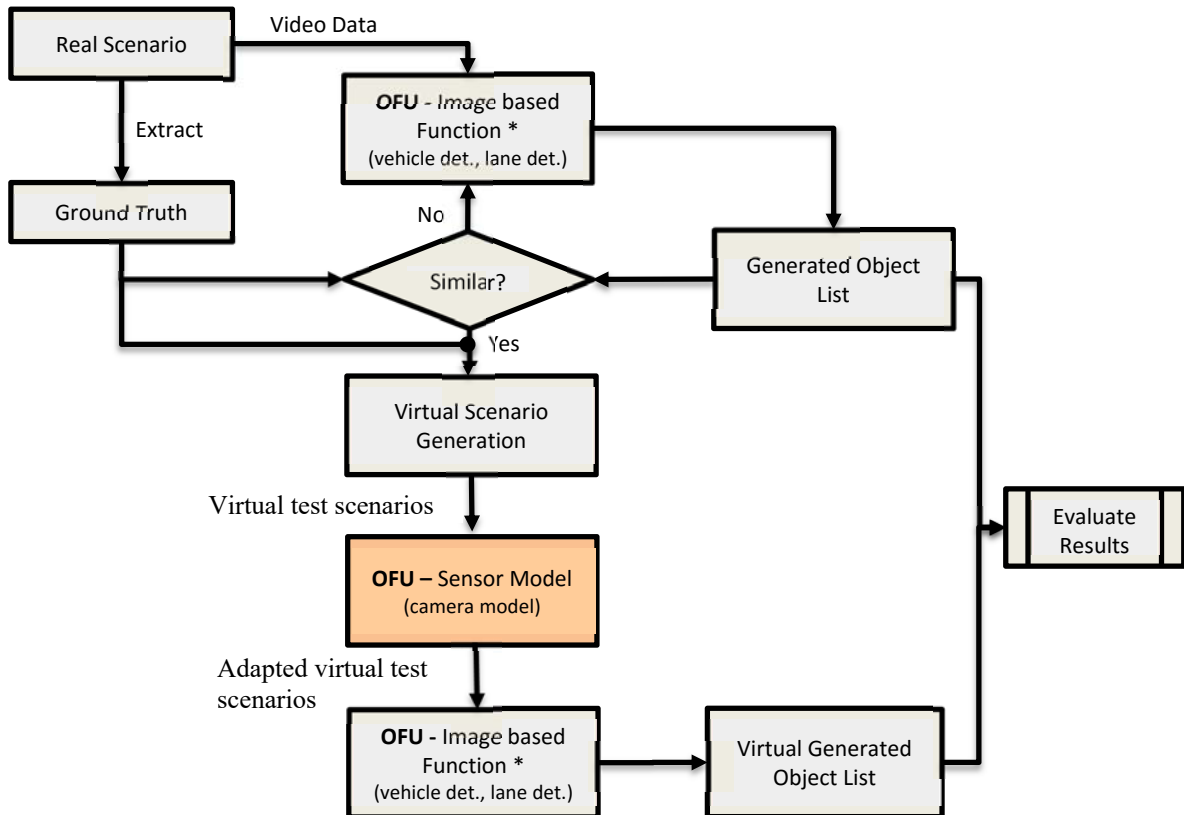 Real Scenario
Video Data
OFU - Image based
Function *
(vehicle det., lane det.)
Extract
Ground Truth
No
Similar?
Generated Object
List
Yes
Virtual Scenario
Generation
Virtual test scenarios
Evaluate
Results
OFU – Sensor Model
(camera model)
Adapted virtual test
scenarios
OFU - Image based
Function *
(vehicle det., lane det.)
Virtual Generated
Object List